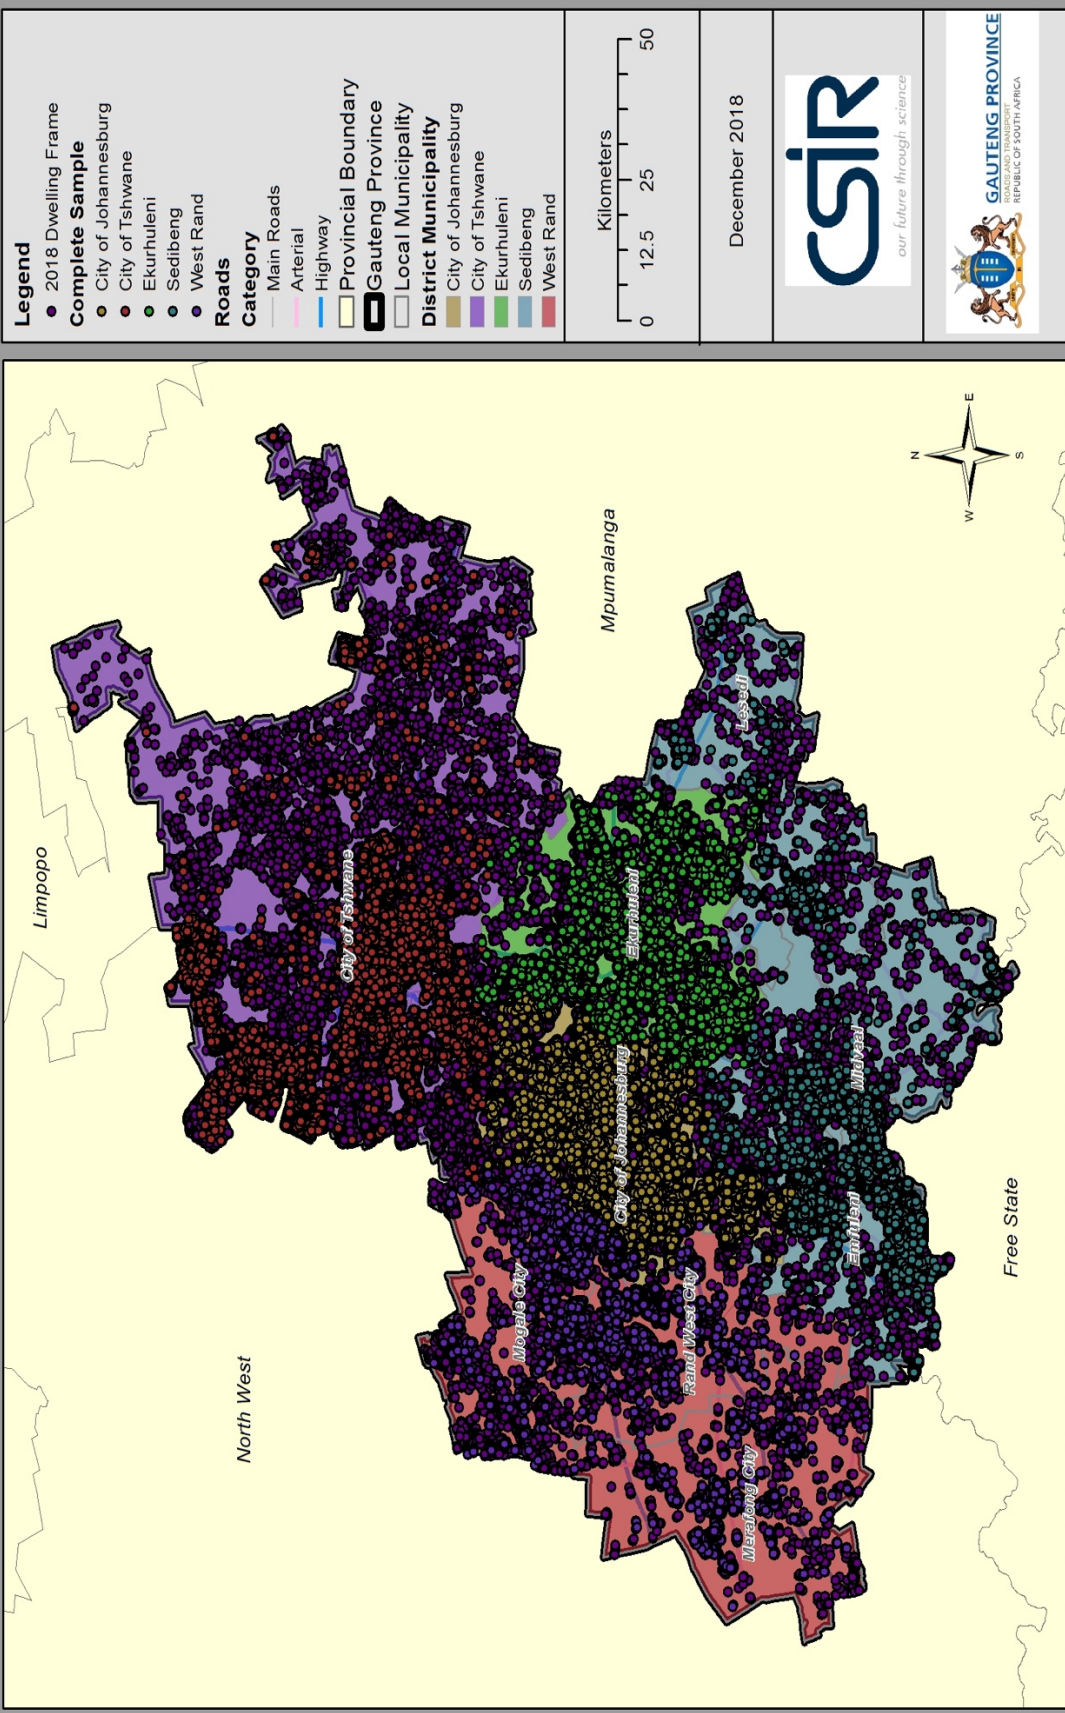 Limpopo
North West
Mpumalanga
Free State
City of Tshwane
Mogale City
City of Johannesburg
Ekurhuleni
Rand West City
Lesedi
Merafong City
Emfuleni
Midvaal
N
W
E
S
Legend
2018 Dwelling Frame
Complete Sample
City of Johannesburg
City of Tshwane
Ekurhuleni
Sedibeng
West Rand
Roads
Category
Main Roads
Arterial
Highway
Provincial Boundary
Gauteng Province
Local Municipality
District Municipality
City of Johannesburg
City of Tshwane
Ekurhuleni
Sedibeng
West Rand
Kilometers
0 12.5 25 50
December 2018
CSIR
our future through science
GAUTENG PROVINCE
ROADS AND TRANSPORT
REPUBLIC OF SOUTH AFRICA